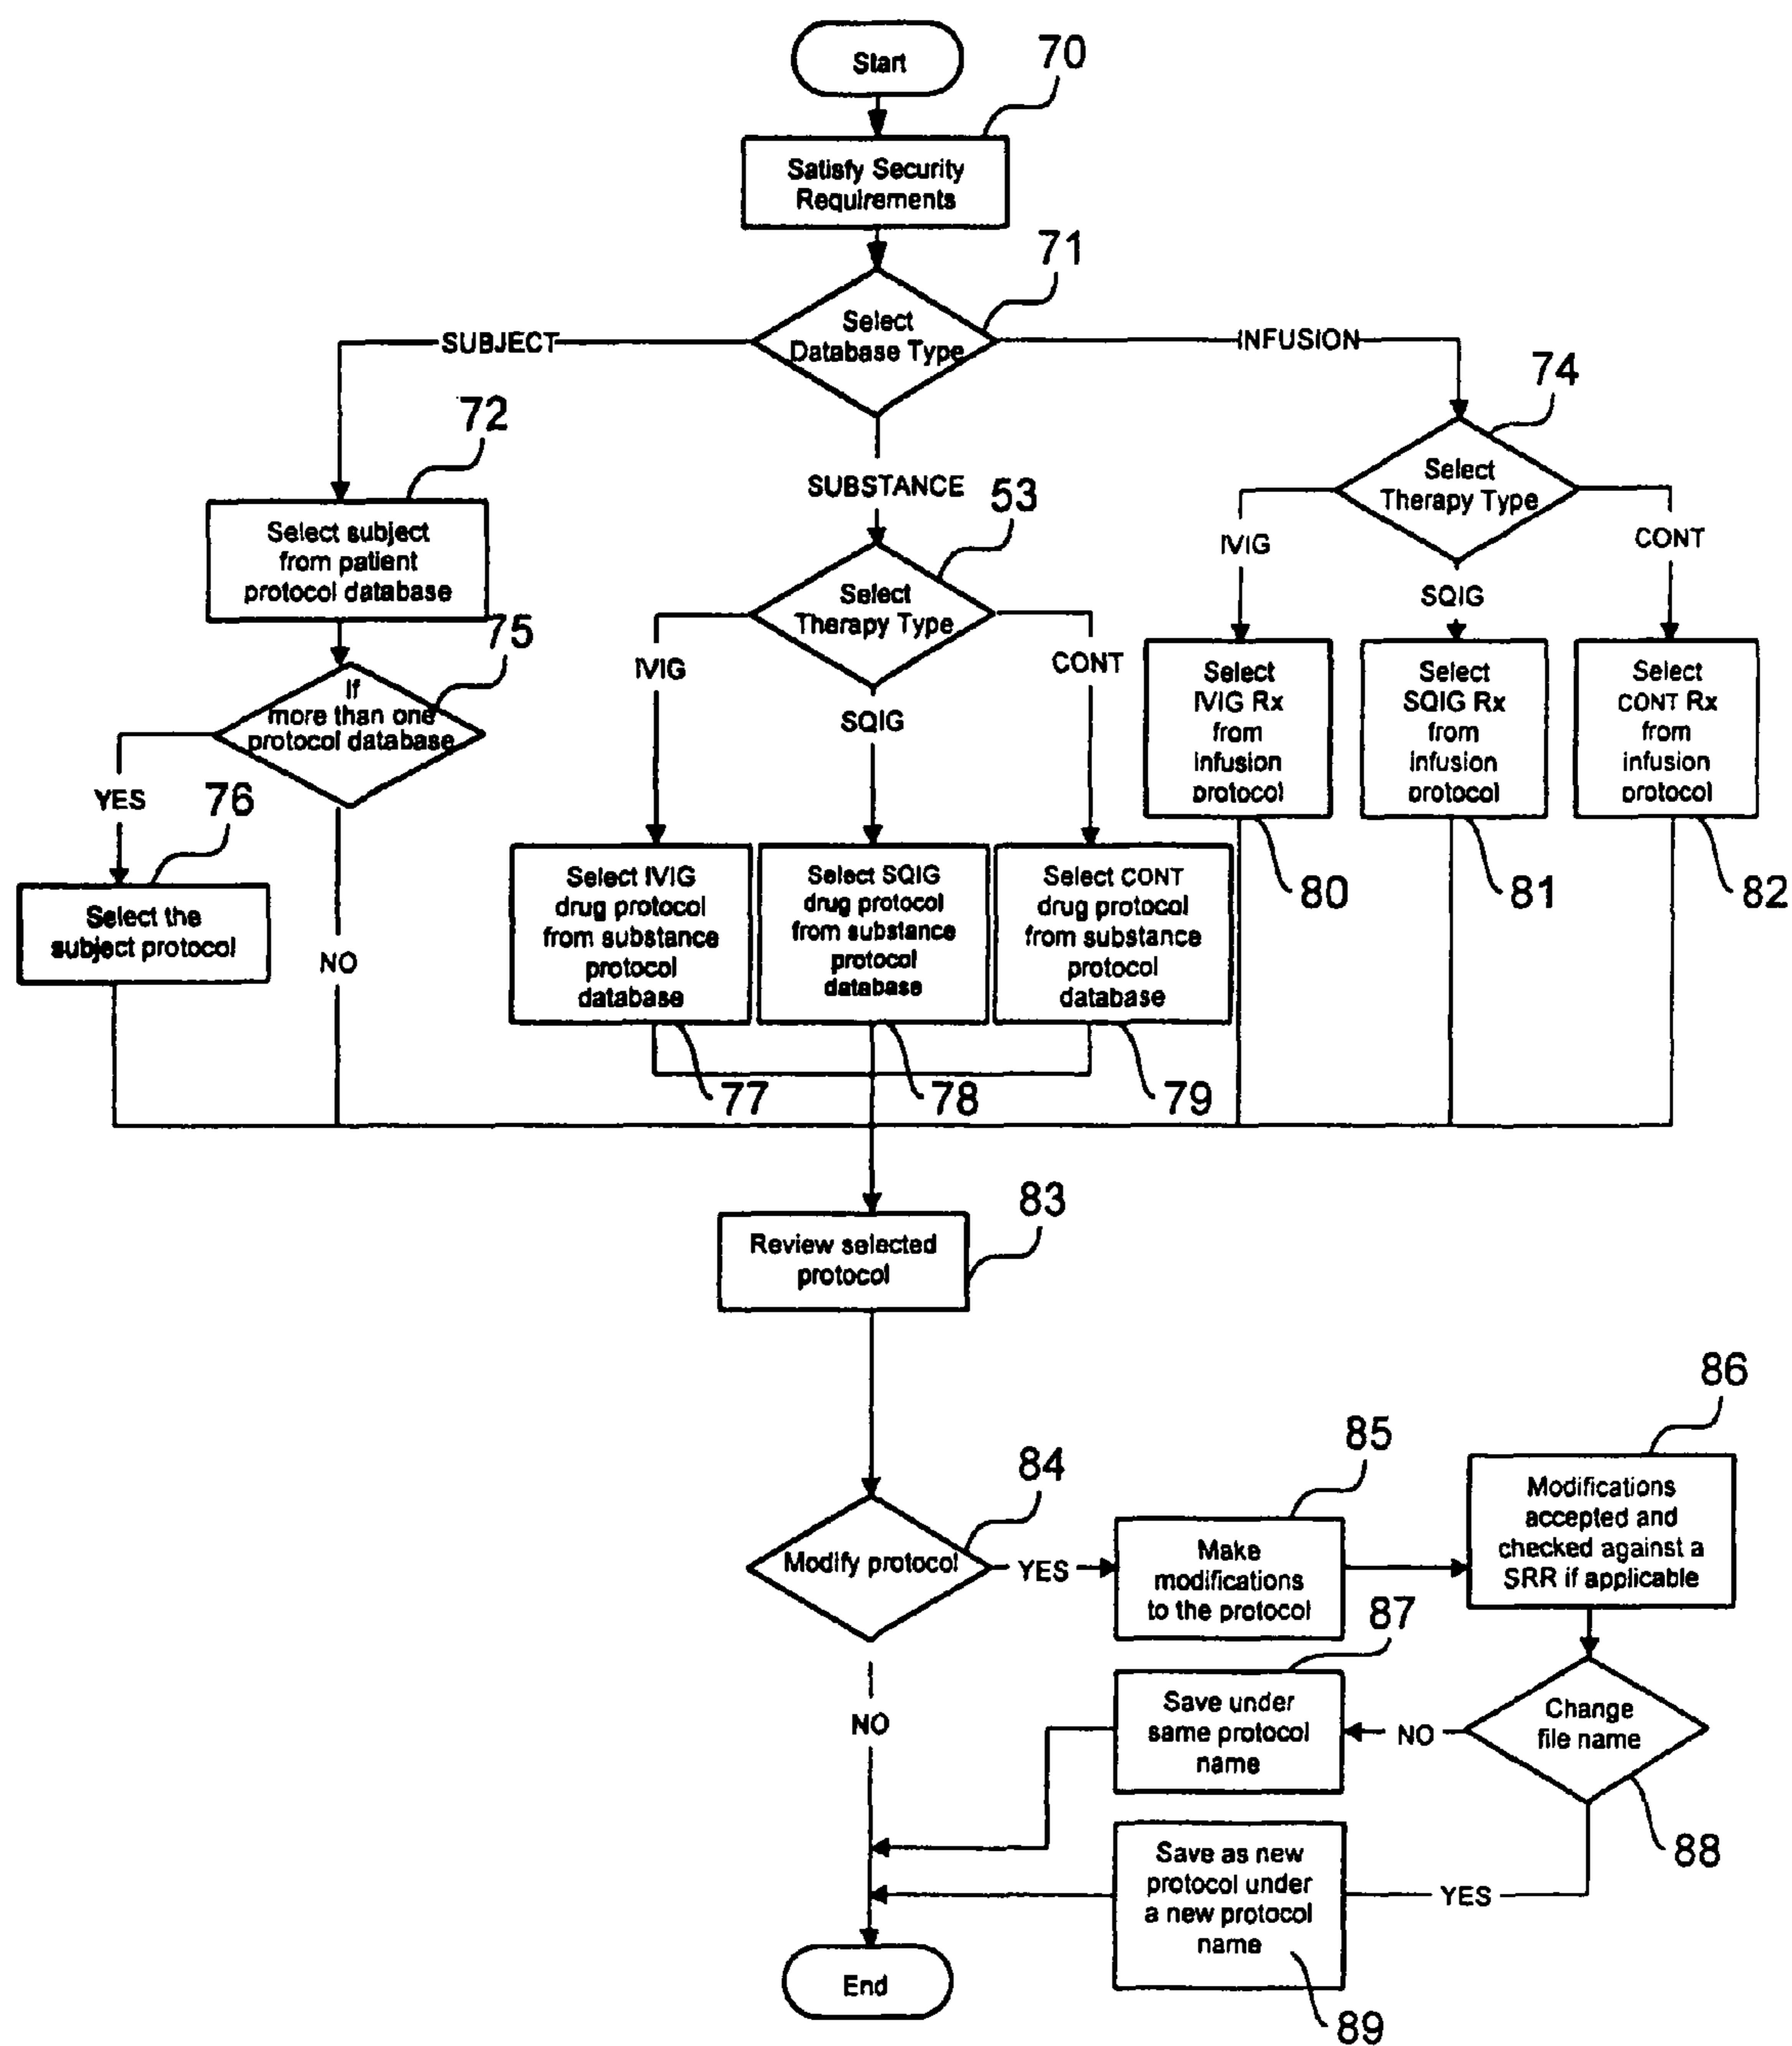 Start
70
Satisfy Security
Requirements
71
Select
Database Type
SUBJECT
INFUSION
SUBSTANCE
72
Select subject
from patient
protocol database
53
Select
Therapy Type
74
Select
Therapy Type
IVIG
SQIG
CONT
75
If
more than one
protocol database
YES
NO
76
Select the
subject protocol
IVIG
SQIG
CONT
Select IVIG
drug protocol
from substance
protocol
database
77
Select SQIG
drug protocol
from substance
protocol
database
78
Select CONT
drug protocol
from substance
protocol
database
79
Select
IVIG Rx
from
infusion
protocol
80
Select
SQIG Rx
from
infusion
protocol
81
Select
CONT Rx
from
infusion
protocol
82
83
Review selected
protocol
84
Modify protocol
YES
NO
85
Make
modifications
to the protocol
86
Modifications
accepted and
checked against a
SRR if applicable
87
Save under
same protocol
name
NO
Change
file name
88
YES
Save as new
protocol under
a new protocol
name
89
End